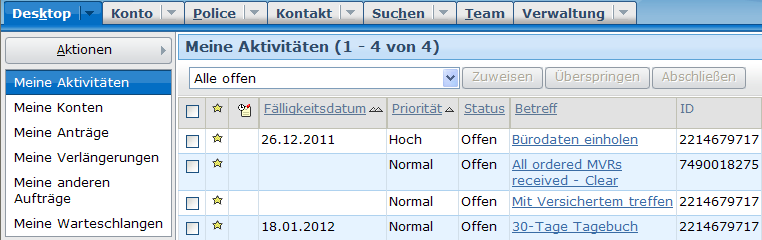 Desktop Konto Police Kontakt Suchen Team Verwaltung
Aktionen
Meine Aktivitäten
Meine Konten
Meine Anträge
Meine Verlängerungen
Meine anderen
Aufträge
Meine Warteschlangen
Meine Aktivitäten (1 - 4 von 4)
Alle offen Zuweisen Überspringen Abschließen
Fälligkeitsdatum Priorität Status Betreff ID
26.12.2011 Hoch Offen Bürodaten einholen 2214679717
Normal Offen All ordered MVRs 7490018275
received - Clear
Normal Offen Mit Versichertem treffen 2214679717
18.01.2012 Normal Offen 30-Tage Tagebuch 2214679717